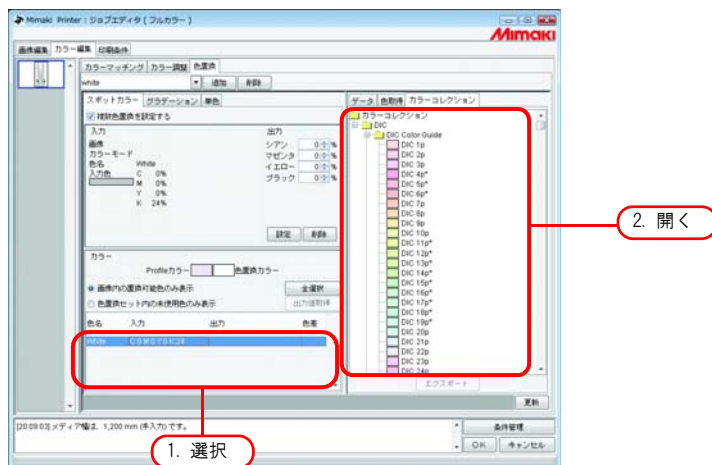 Mimaki Printer : ジョブエディタ ( フルカラー )
Mimaki
画像編集 カラー編集 印刷条件
カラーマッチング カラー調整 色置換
white 追加 削除
スポットカラー グラデーション 単色
データ 色取得 カラーコレクション
複数色置換を設定する
カラーコレクション
DIC
DIC Color Guide
入力 出力
画像 シアン 0 %
カラーモード マゼンタ 0 %
色名 White イエロー 0 %
入力色 C 0% ブラック 0 %
M 0%
Y 0%
K 24%
設定 削除
DIC 1p
DIC 2p
DIC 3p
DIC 4p*
DIC 5p*
DIC 6p*
DIC 7p
DIC 8p
DIC 9p
DIC 10p
DIC 11p*
DIC 12p*
DIC 13p*
DIC 14p*
DIC 15p*
DIC 16p*
DIC 17p*
DIC 18p*
DIC 19p*
DIC 20p
DIC 21p
DIC 22p
DIC 23p
DIC 24p
2. 開く
カラー
Profileカラー 色置換カラー
画像内の置換可能色のみ表示 全選択
色置換セット内の未使用色のみ表示 出力値取得
色名 入力 出力 色差
White C:0 M:0 Y:0 K:24
エクスポート
更新
[20:09:03] メディア幅は、1,200 mm (手入力) です。
条件管理
OK キャンセル
1. 選択